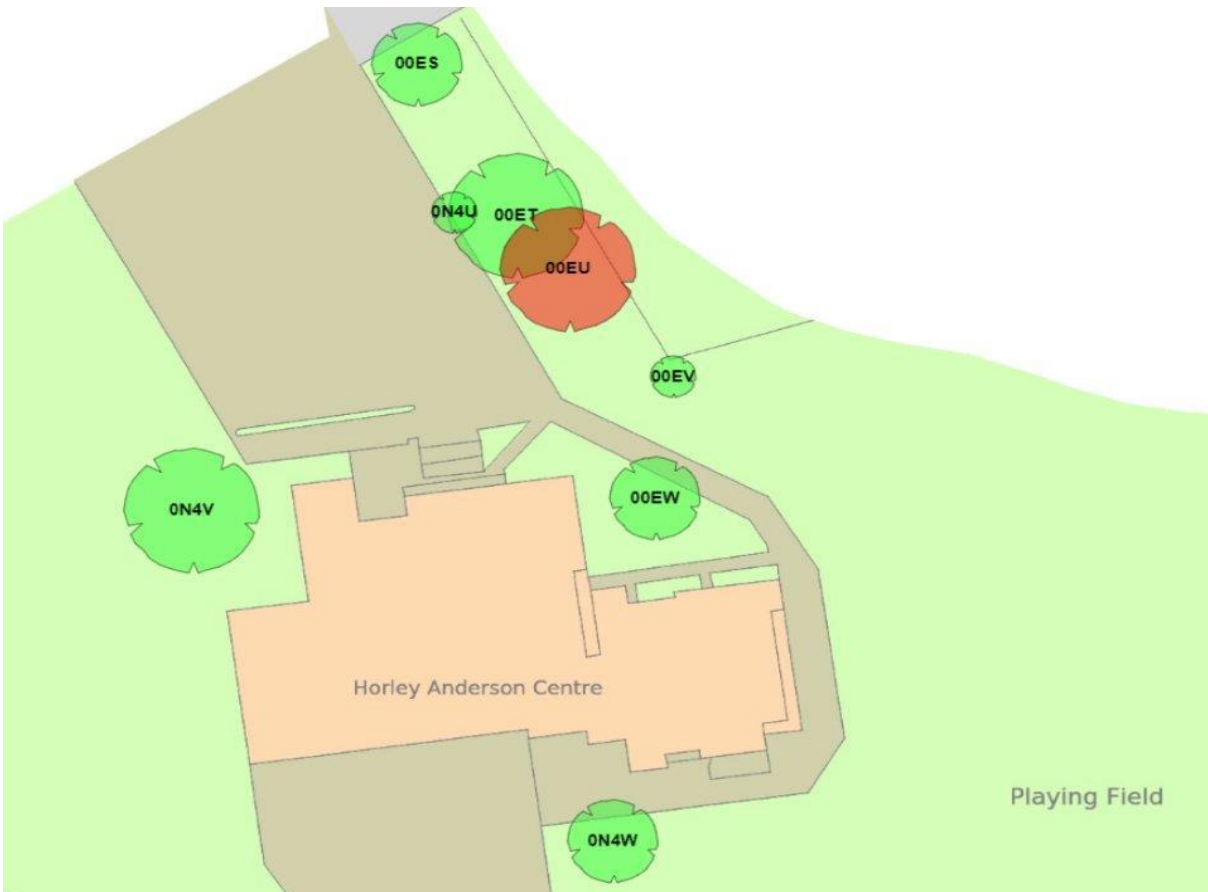 00ES
0N4U
00ET
00EU
00EV
00EW
0N4V
Horley Anderson Centre
Playing Field
0N4W